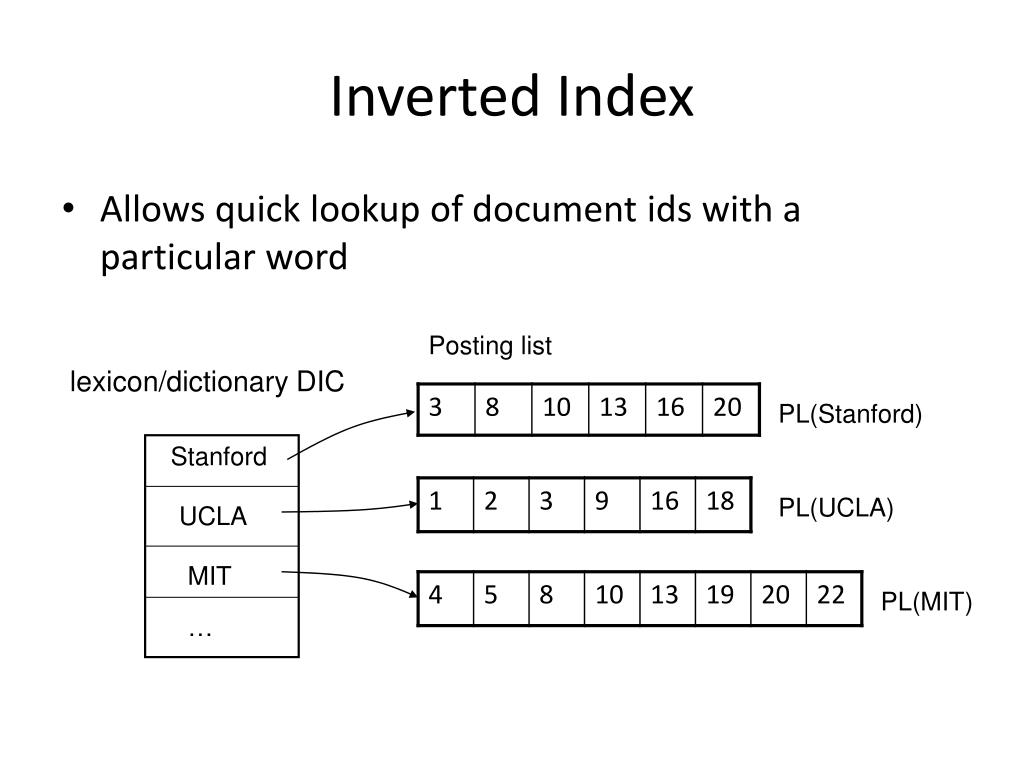 Inverted Index
• Allows quick lookup of document ids with a
particular word
Posting list
lexicon/dictionary DIC
3 8 10 13 16 20 PL(Stanford)
Stanford
1 2 3 9 16 18 PL(UCLA)
UCLA
MIT
4 5 8 10 13 19 20 22 PL(MIT)
…